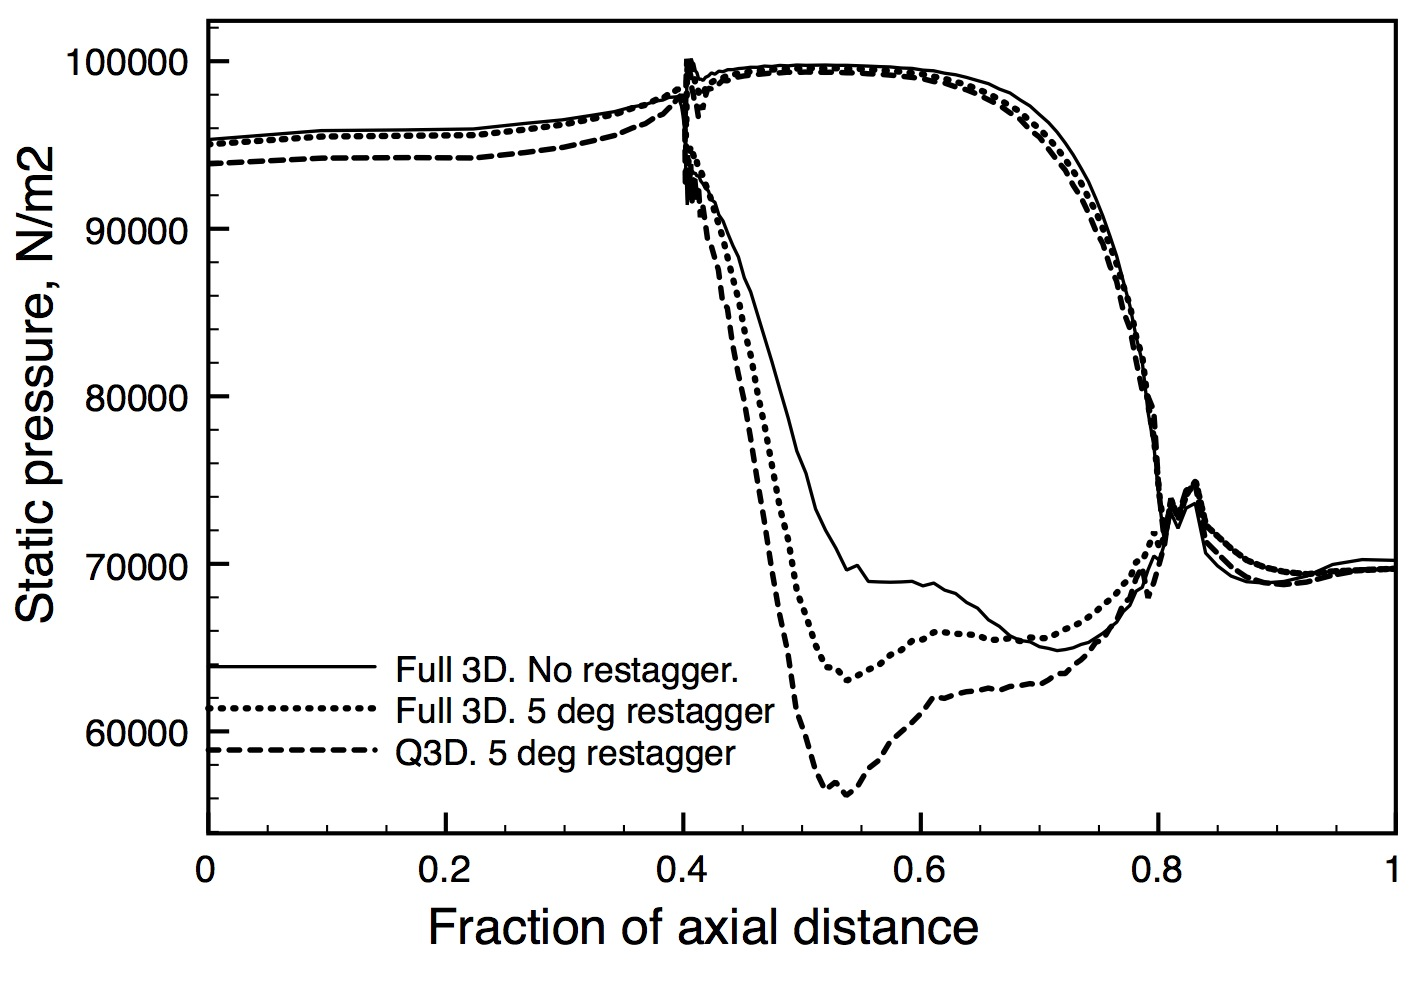 100000
90000
80000
70000
60000
Static pressure, N/m2
Full 3D. No restagger.
Full 3D. 5 deg restagger
Q3D. 5 deg restagger
0 0.2 0.4 0.6 0.8 1
Fraction of axial distance